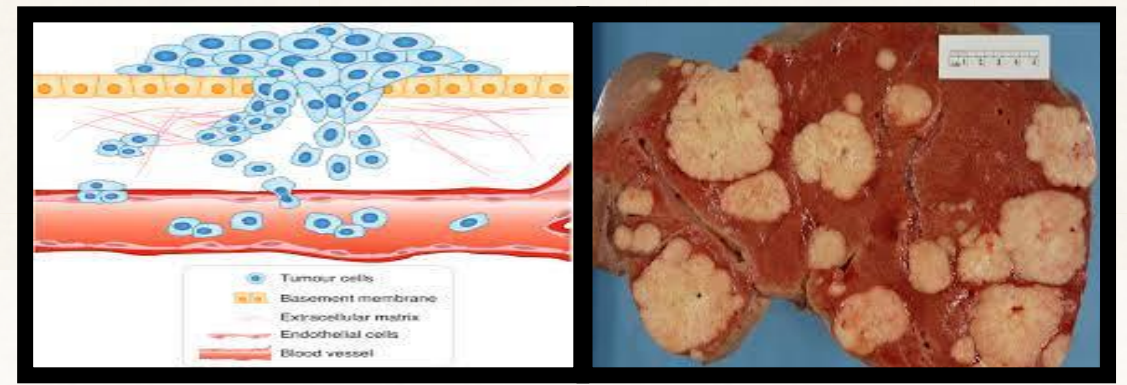 Tumour cells
Basement membrane
Extracellular matrix
Endothelial cells
Blood vessel